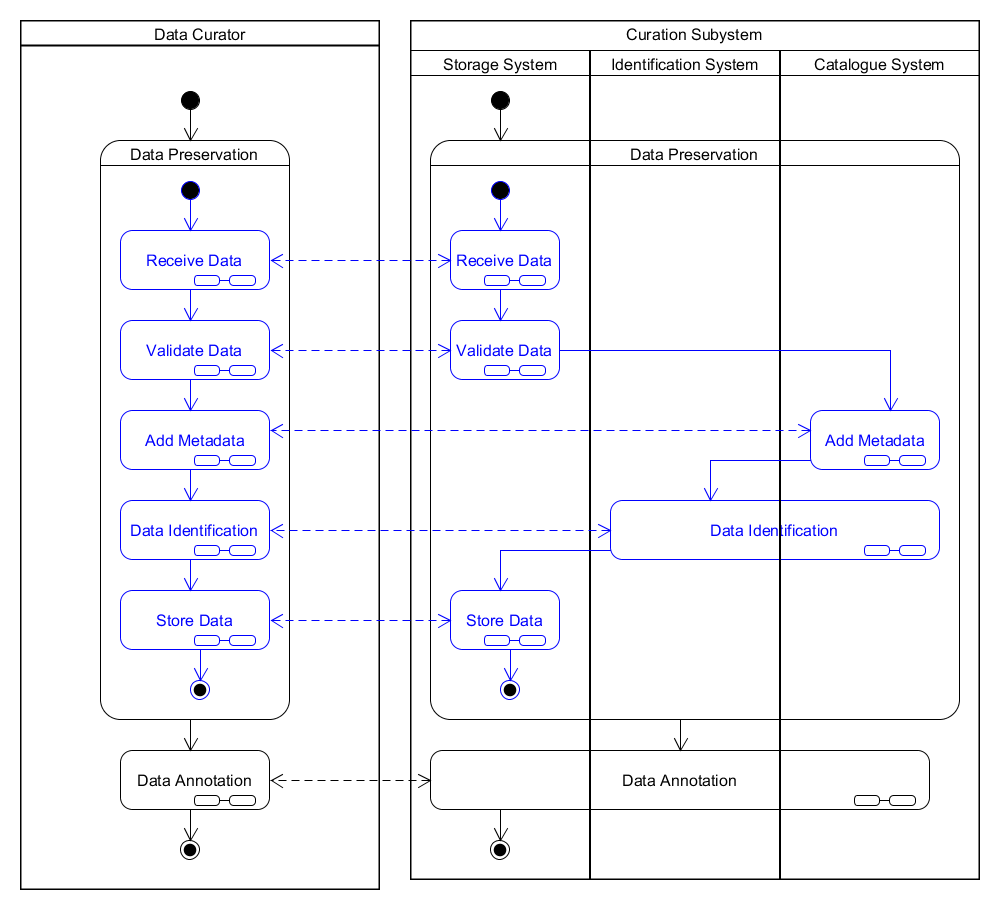 Data Curator
Data Preservation
Receive Data
Validate Data
Add Metadata
Data Identification
Store Data
Data Annotation
Curation Subystem
Storage System
Identification System
Catalogue System
Data Preservation
Receive Data
Validate Data
Add Metadata
Data Identification
Store Data
Data Annotation